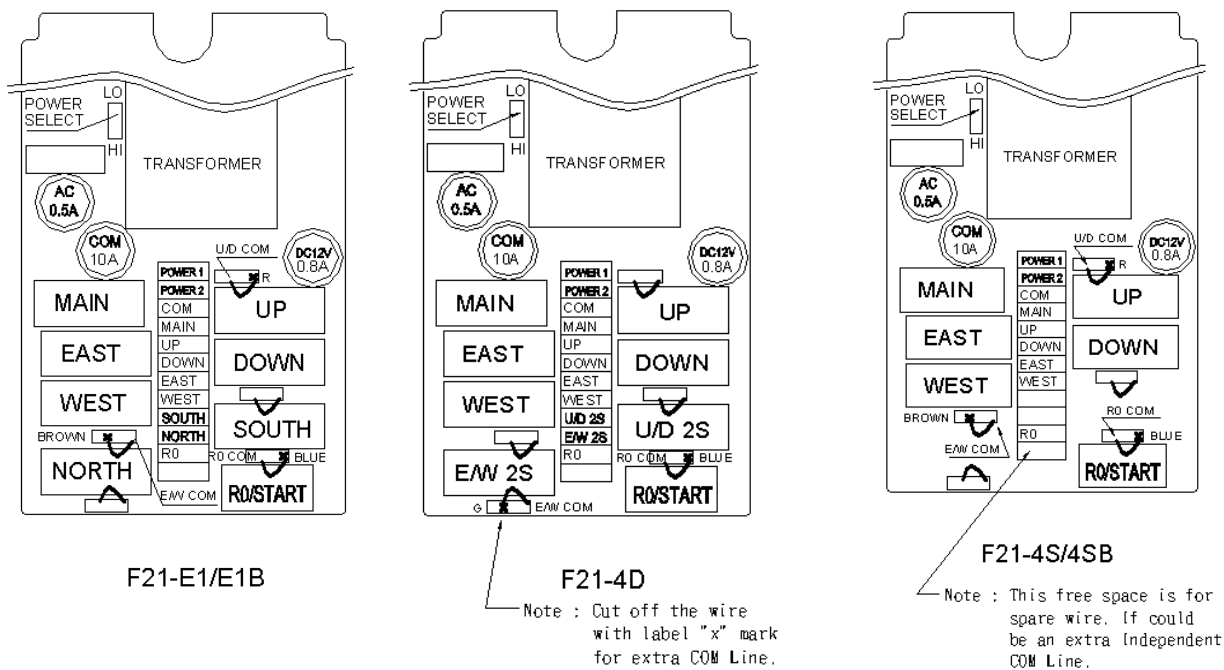 LO
POWER
SELECT
HI
TRANSFORMER
AC
0.5A
COM
10A
U/D COM
DC12V
0.8A
R
POWER 1
POWER 2
COM
MAIN
UP
DOWN
EAST
WEST
SOUTH
NORTH
R0
MAIN
EAST
WEST
BROWN
NORTH
UP
DOWN
SOUTH
R0 COM
BLUE
R0/START
E/W COM
F21-E1/E1B
LO
POWER
SELECT
HI
TRANSFORMER
AC
0.5A
COM
10A
DC12V
0.8A
POWER 1
POWER 2
COM
MAIN
UP
DOWN
EAST
WEST
U/D 2S
E/W 2S
R0
MAIN
EAST
WEST
E/W 2S
G
E/W COM
UP
DOWN
U/D 2S
R0 COM
BLUE
R0/START
F21-4D
Note : Cut off the wire
with label "x" mark
for extra COM Line.
LO
POWER
SELECT
HI
TRANSFORMER
AC
0.5A
COM
10A
U/D COM
DC12V
0.8A
R
POWER 1
POWER 2
COM
MAIN
UP
DOWN
EAST
WEST
R0
MAIN
EAST
WEST
BROWN
E/W COM
UP
DOWN
R0 COM
BLUE
R0/START
F21-4S/4SB
Note : This free space is for
spare wire. If could
be an extra Independent
COM Line.